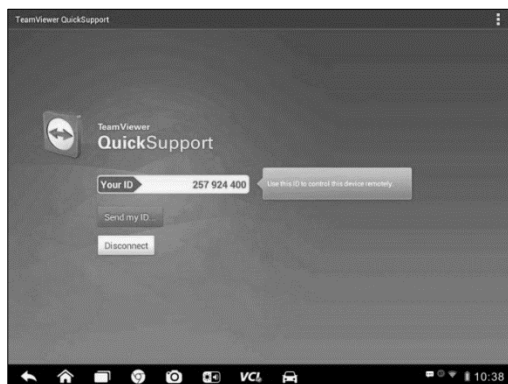 TeamViewer QuickSupport
TeamViewer
QuickSupport
Your ID
257 924 400
Use this ID to control this device remotely.
Send my ID...
Disconnect
VCI
10:38